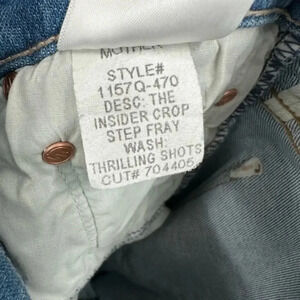 MOTHER
STYLE#
1157Q-470
DESC: THE
INSIDER CROP
STEP FRAY
WASH:
THRILLING SHOTS
CUT# 704405